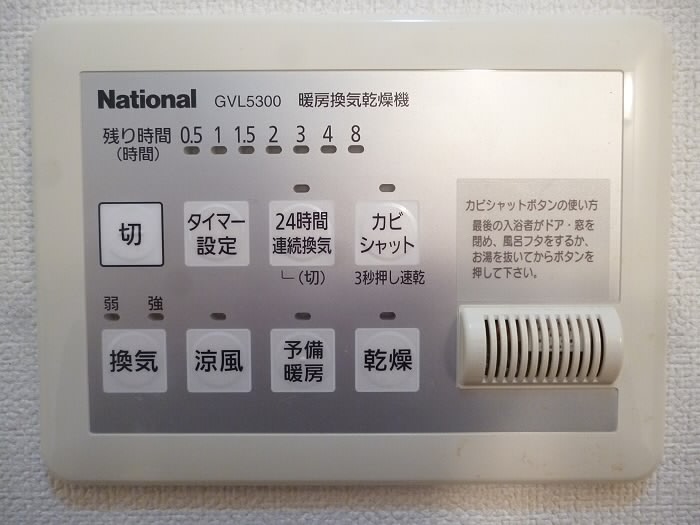 National GVL5300 暖房換気乾燥機
残り時間 0.5 1 1.5 2 3 4 8
(時間)
切
タイマー
設定
24時間
連続換気
カビ
シャット
└(切)
3秒押し速乾
弱 強
換気
涼風
予備
暖房
乾燥
カビシャットボタンの使い方
最後の入浴者がドア・窓を
閉め、風呂フタをするか、
お湯を抜いてからボタンを
押して下さい。